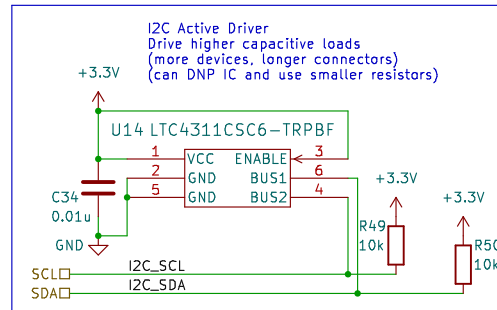 I2C Active Driver
Drive higher capacitive loads
(more devices, longer connectors)
(can DNP IC and use smaller resistors)
+3.3V
U14 LTC4311CSC6-TRPBF
1 VCC ENABLE 3
2 GND BUS1 6
5 GND BUS2 4
C34
0.01u
GND
+3.3V
+3.3V
R49
10k
R50
10k
SCL I2C_SCL
SDA I2C_SDA